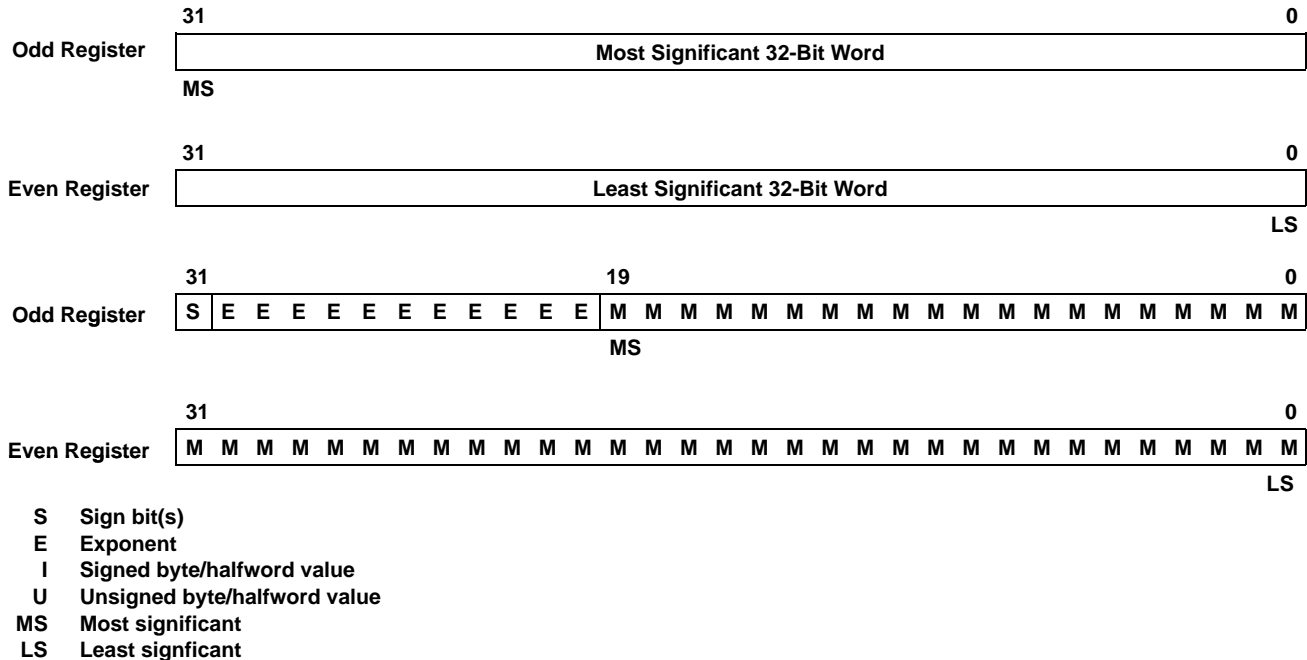 31 0
Odd Register Most Significant 32-Bit Word
MS
31 0
Even Register Least Significant 32-Bit Word
LS
31 19 0
Odd Register S E E E E E E E E E E E M M M M M M M M M M M M M M M M M M M M
MS
31 0
Even Register M M M M M M M M M M M M M M M M M M M M M M M M M M M M M M M M
LS
S Sign bit(s)
E Exponent
I Signed byte/halfword value
U Unsigned byte/halfword value
MS Most significant
LS Least signficant